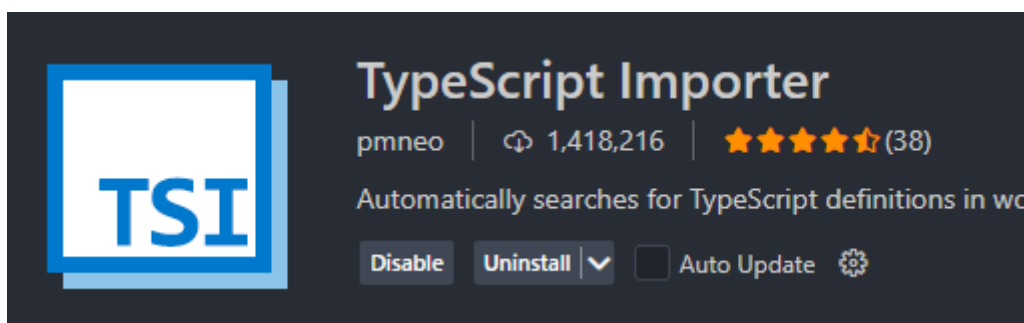 TypeScript Importer
pmneo 1,418,216 (38)
TSI
Automatically searches for TypeScript definitions in wo
Disable Uninstall Auto Update